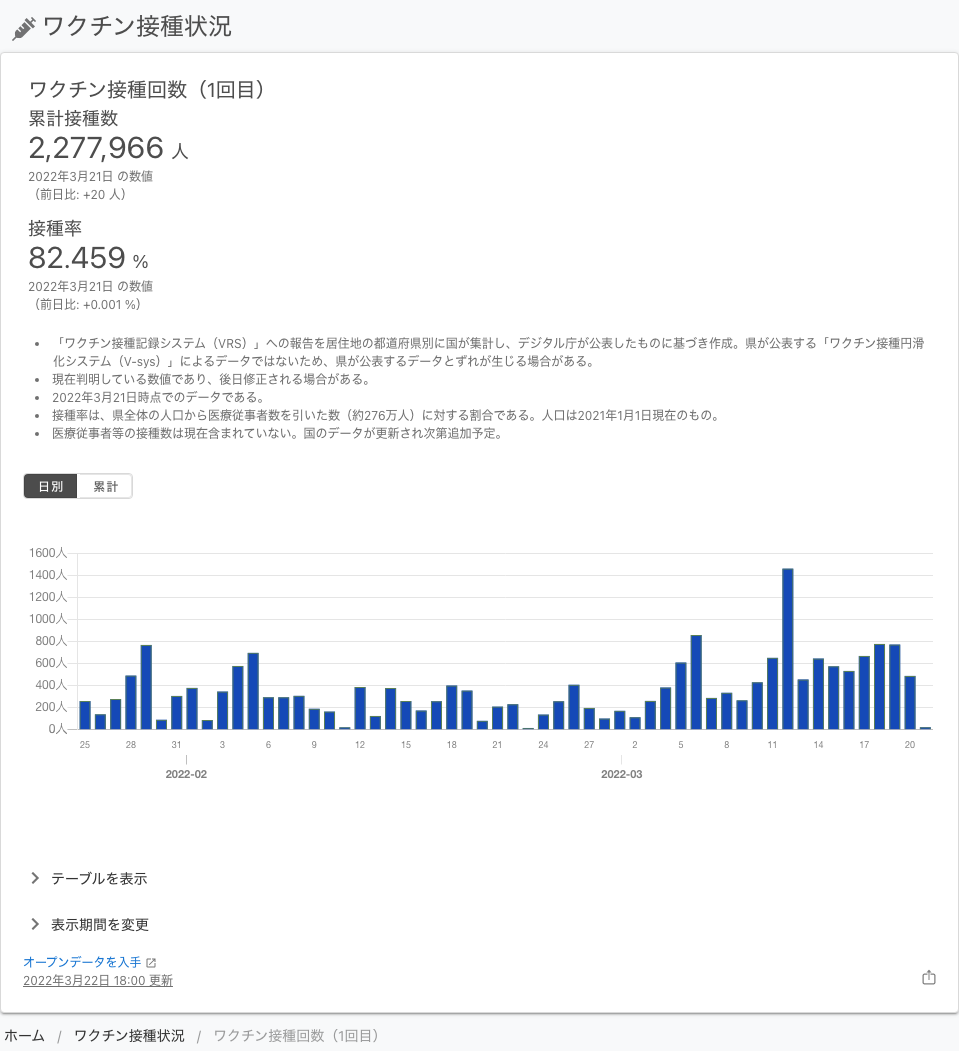 ワクチン接種状況
ワクチン接種回数（1回目）
累計接種数
2,277,966 人
2022年3月21日 の数値
（前日比: +20 人）
接種率
82.459 %
2022年3月21日 の数値
（前日比: +0.001 %）
「ワクチン接種記録システム（VRS）」への報告を居住地の都道府県別に国が集計し、デジタル庁が公表したものに基づき作成。県が公表する「ワクチン接種円滑
化システム（V-sys）」によるデータではないため、県が公表するデータとずれが生じる場合がある。
現在判明している数値であり、後日修正される場合がある。
2022年3月21日時点でのデータである。
接種率は、県全体の人口から医療従事者数を引いた数（約276万人）に対する割合である。人口は2021年1月1日現在のもの。
医療従事者等の接種数は現在含まれていない。国のデータが更新され次第追加予定。
日別 累計
1600人
1400人
1200人
1000人
800人
600人
400人
200人
0人
25 28 31 3 6 9 12 15 18 21 24 27 2 5 8 11 14 17 20
2022-02 2022-03
テーブルを表示
表示期間を変更
オープンデータを入手
2022年3月22日 18:00 更新
ホーム / ワクチン接種状況 / ワクチン接種回数（1回目）